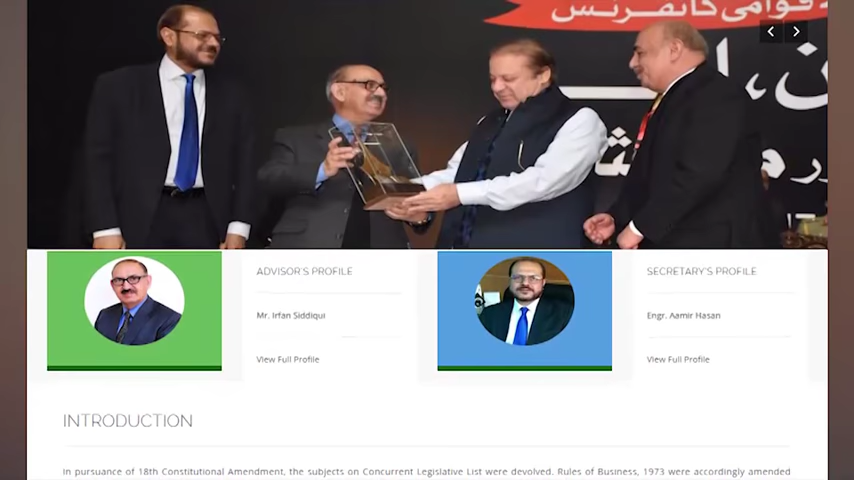 قوامی کانفرنس
ADVISOR'S PROFILE
Mr. Irfan Siddiqui
View Full Profile
SECRETARY'S PROFILE
Engr. Aamir Hasan
View Full Profile
INTRODUCTION
In pursuance of 18th Constitutional Amendment, the subjects on Concurrent Legislative List were devolved. Rules of Business, 1973 were accordingly amended